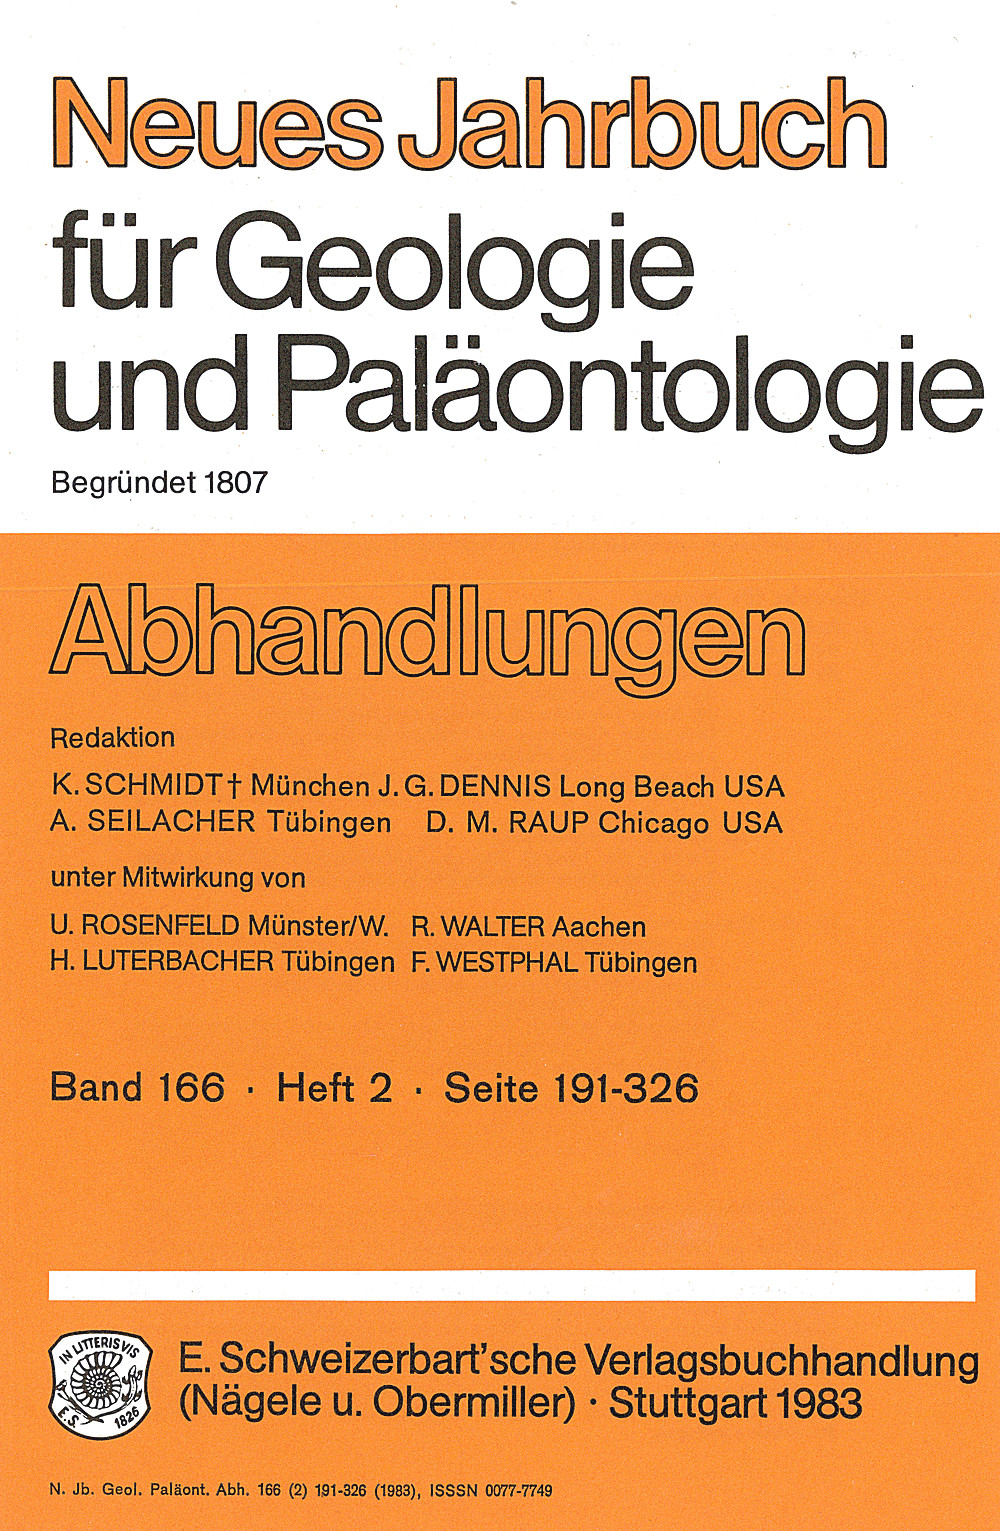 Neues Jahrbuch
für Geologie
und Paläontologie
Begründet 1807
Abhandlungen
Redaktion
K. SCHMIDT† München J. G. DENNIS Long Beach USA
A. SEILACHER Tübingen D. M. RAUP Chicago USA
unter Mitwirkung von
U. ROSENFELD Münster/W. R. WALTER Aachen
H. LUTERBACHER Tübingen F. WESTPHAL Tübingen
Band 166 · Heft 2 · Seite 191-326
IN LITTERIS VIS
E.S. 1826
E. Schweizerbart'sche Verlagsbuchhandlung
(Nägele u. Obermiller) · Stuttgart 1983
N. Jb. Geol. Paläont. Abh. 166 (2) 191-326 (1983), ISSSN 0077-7749